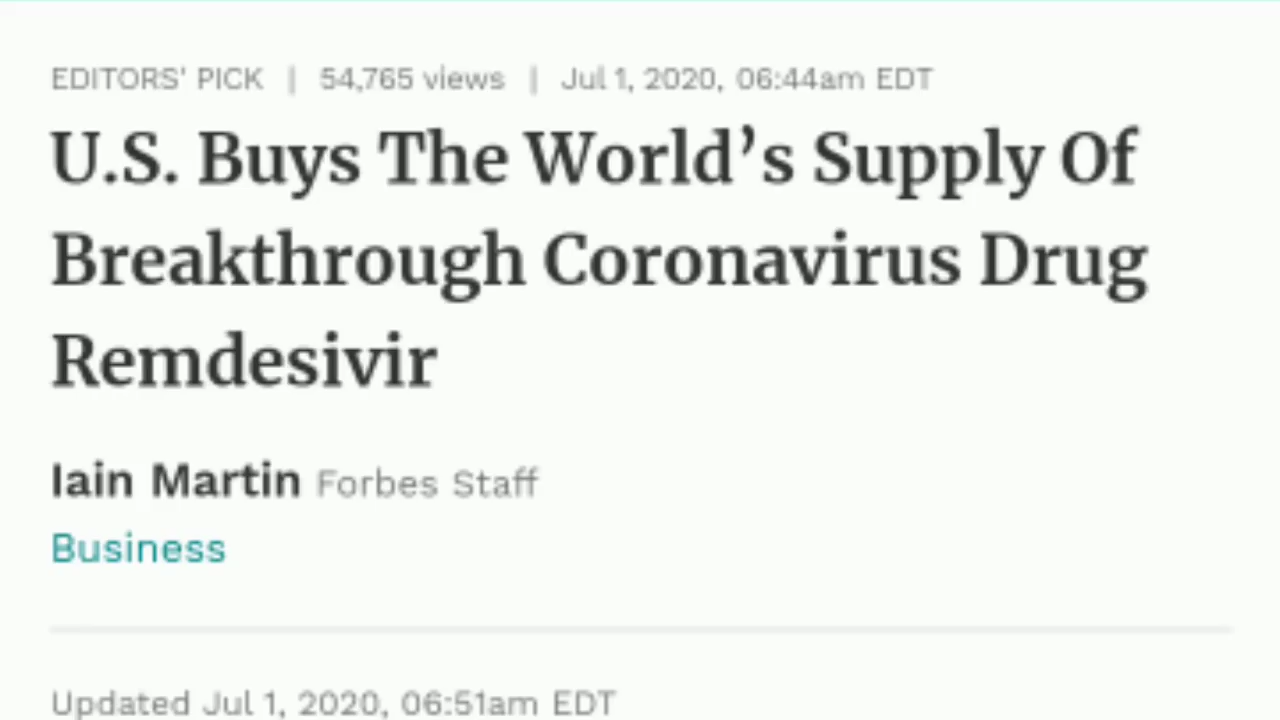 EDITORS' PICK | 54,765 views | Jul 1, 2020, 06:44am EDT
U.S. Buys The World’s Supply Of
Breakthrough Coronavirus Drug
Remdesivir
Iain Martin Forbes Staff
Business
Updated Jul 1, 2020, 06:51am EDT